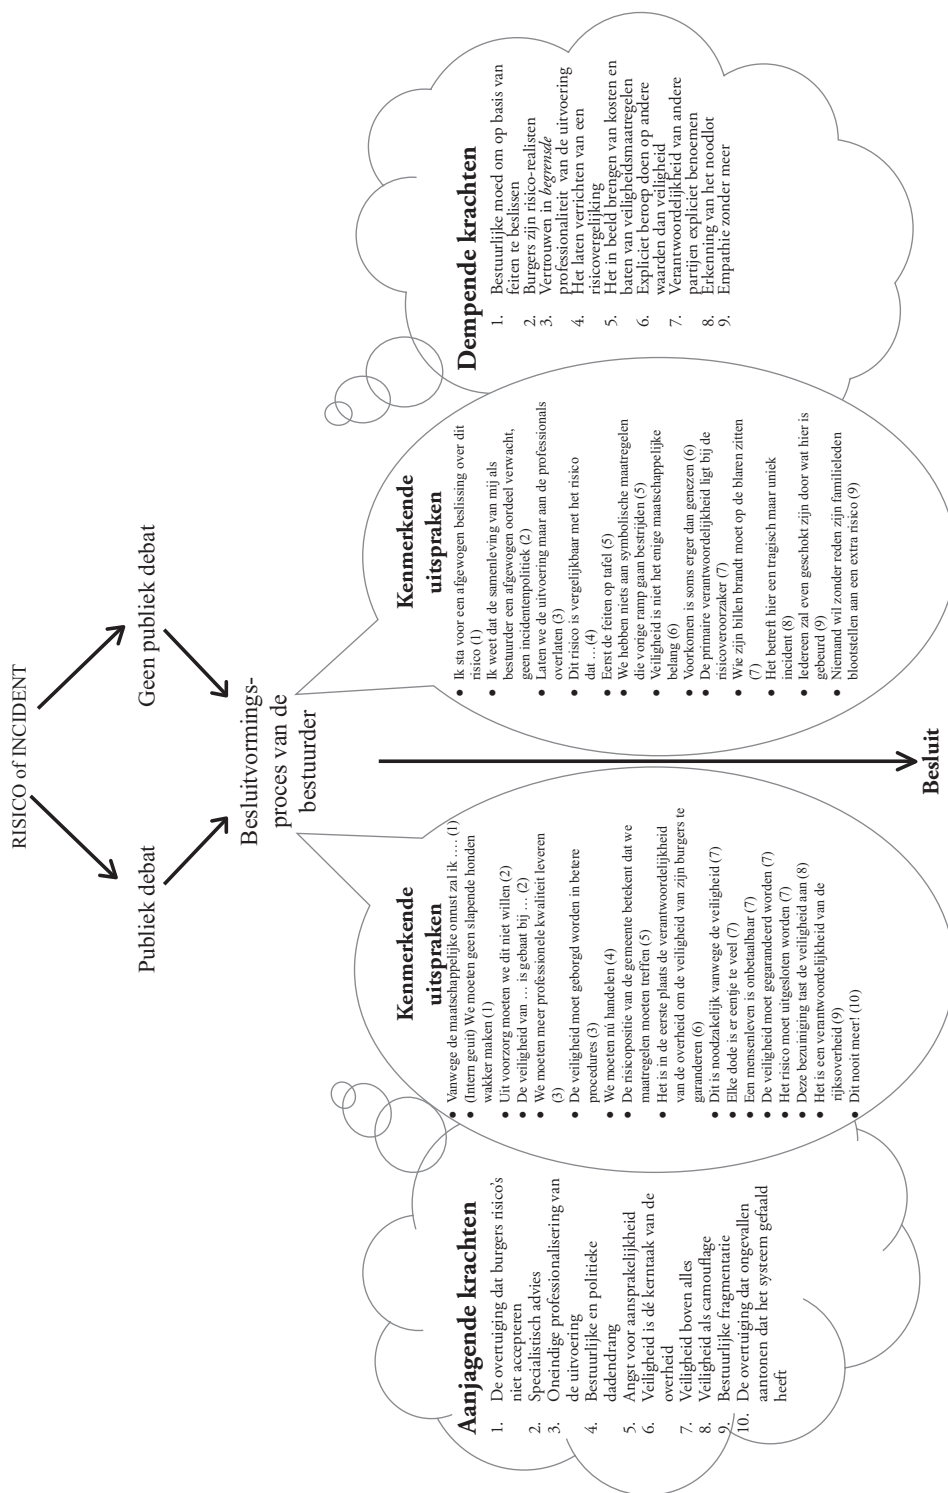 RISICO of INCIDENT
Publiek debat
Geen publiek debat
Besluitvormings-
proces van de
bestuurder
Aanjagende krachten
1. De overtuiging dat burgers risico's
niet accepteren
2. Specialistisch advies
3. Oneindige professionalisering van
de uitvoering
4. Bestuurlijke en politieke
dadendrang
5. Angst voor aansprakelijkheid
6. Veiligheid is dé kerntaak van de
overheid
7. Veiligheid boven alles
8. Veiligheid als camouflage
9. Bestuurlijke fragmentatie
10. De overtuiging dat ongevallen
aantonen dat het systeem gefaald
heeft
Kenmerkende
uitspraken
• Vanwege de maatschappelijke onrust zal ik …. (1)
• (Intern geuit) We moeten geen slapende honden
wakker maken (1)
• Uit voorzorg moeten we dit niet willen (2)
• De veiligheid van … is gebaat bij … (2)
• We moeten meer professionele kwaliteit leveren
(3)
• De veiligheid moet geborgd worden in betere
procedures (3)
• We moeten nú handelen (4)
• De risicopositie van de gemeente betekent dat we
maatregelen moeten treffen (5)
• Het is in de eerste plaats de verantwoordelijkheid
van de overheid om de veiligheid van zijn burgers te
garanderen (6)
• Dit is noodzakelijk vanwege de veiligheid (7)
• Elke dode is er eentje te veel (7)
• Een mensenleven is onbetaalbaar (7)
• De veiligheid moet gegarandeerd worden (7)
• Het risico moet uitgesloten worden (7)
• Deze bezuiniging tast de veiligheid aan (8)
• Het is een verantwoordelijkheid van de
rijksoverheid (9)
• Dit nooit meer! (10)
Kenmerkende
uitspraken
• Ik sta voor een afgewogen beslissing over dit
risico (1)
• Ik weet dat de samenleving van mij als
bestuurder een afgewogen oordeel verwacht,
geen incidentenpolitiek (2)
• Laten we de uitvoering maar aan de professionals
overlaten (3)
• Dit risico is vergelijkbaar met het risico
dat …(4)
• Eerst de feiten op tafel (5)
• We hebben niets aan symbolische maatregelen
die vorige ramp gaan bestrijden (5)
• Veiligheid is niet het enige maatschappelijke
belang (6)
• Voorkomen is soms erger dan genezen (6)
• De primaire verantwoordelijkheid ligt bij de
risicoveroorzaker (7)
• Wie zijn billen brandt moet op de blaren zitten
(7)
• Het betreft hier een tragisch maar uniek
incident (8)
• Iedereen zal even geschokt zijn door wat hier is
gebeurd (9)
• Niemand wil zonder reden zijn familieleden
blootstellen aan een extra risico (9)
Dempende krachten
1. Bestuurlijke moed om op basis van
feiten te beslissen
2. Burgers zijn risico-realisten
3. Vertrouwen in begrensde
professionaliteit van de uitvoering
4. Het laten verrichten van een
risicovergelijking
5. Het in beeld brengen van kosten en
baten van veiligheidsmaatregelen
6. Expliciet beroep doen op andere
waarden dan veiligheid
7. Verantwoordelijkheid van andere
partijen expliciet benoemen
8. Erkenning van het noodlot
9. Empathie zonder meer
Besluit